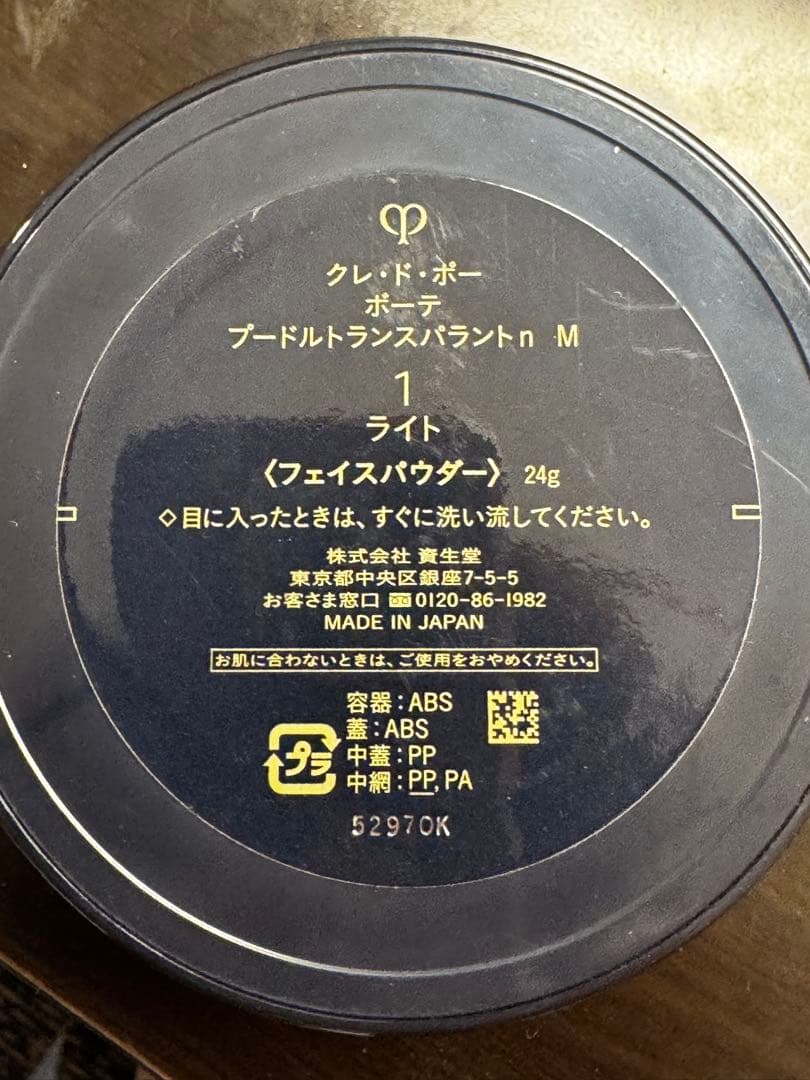 クレ・ド・ポー
ボーテ
プードルトランスパラントn M
1
ライト
〈フェイスパウダー〉 24g
◇目に入ったときは、すぐに洗い流してください。
株式会社 資生堂
東京都中央区銀座7-5-5
お客さま窓口 0120-86-1982
MADE IN JAPAN
お肌に合わないときは、ご使用をおやめください。
容器:ABS
蓋:ABS
中蓋:PP
中網:PP,PA
プラ
52970K